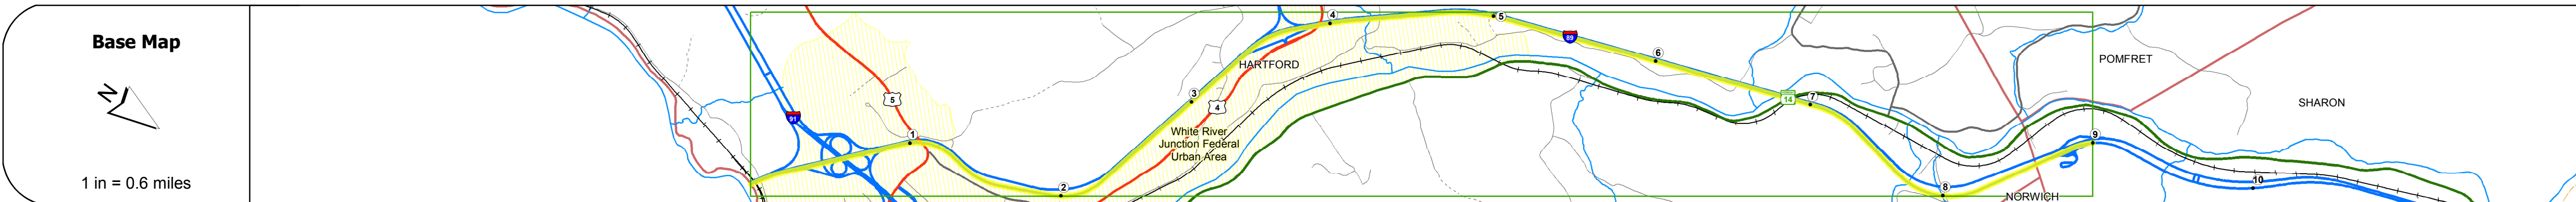 Base Map
N
1 in = 0.6 miles
91
5
1
2
3
4
HARTFORD
4
White River
Junction Federal
Urban Area
5
89
6
14
7
8
NORWICH
9
POMFRET
10
SHARON